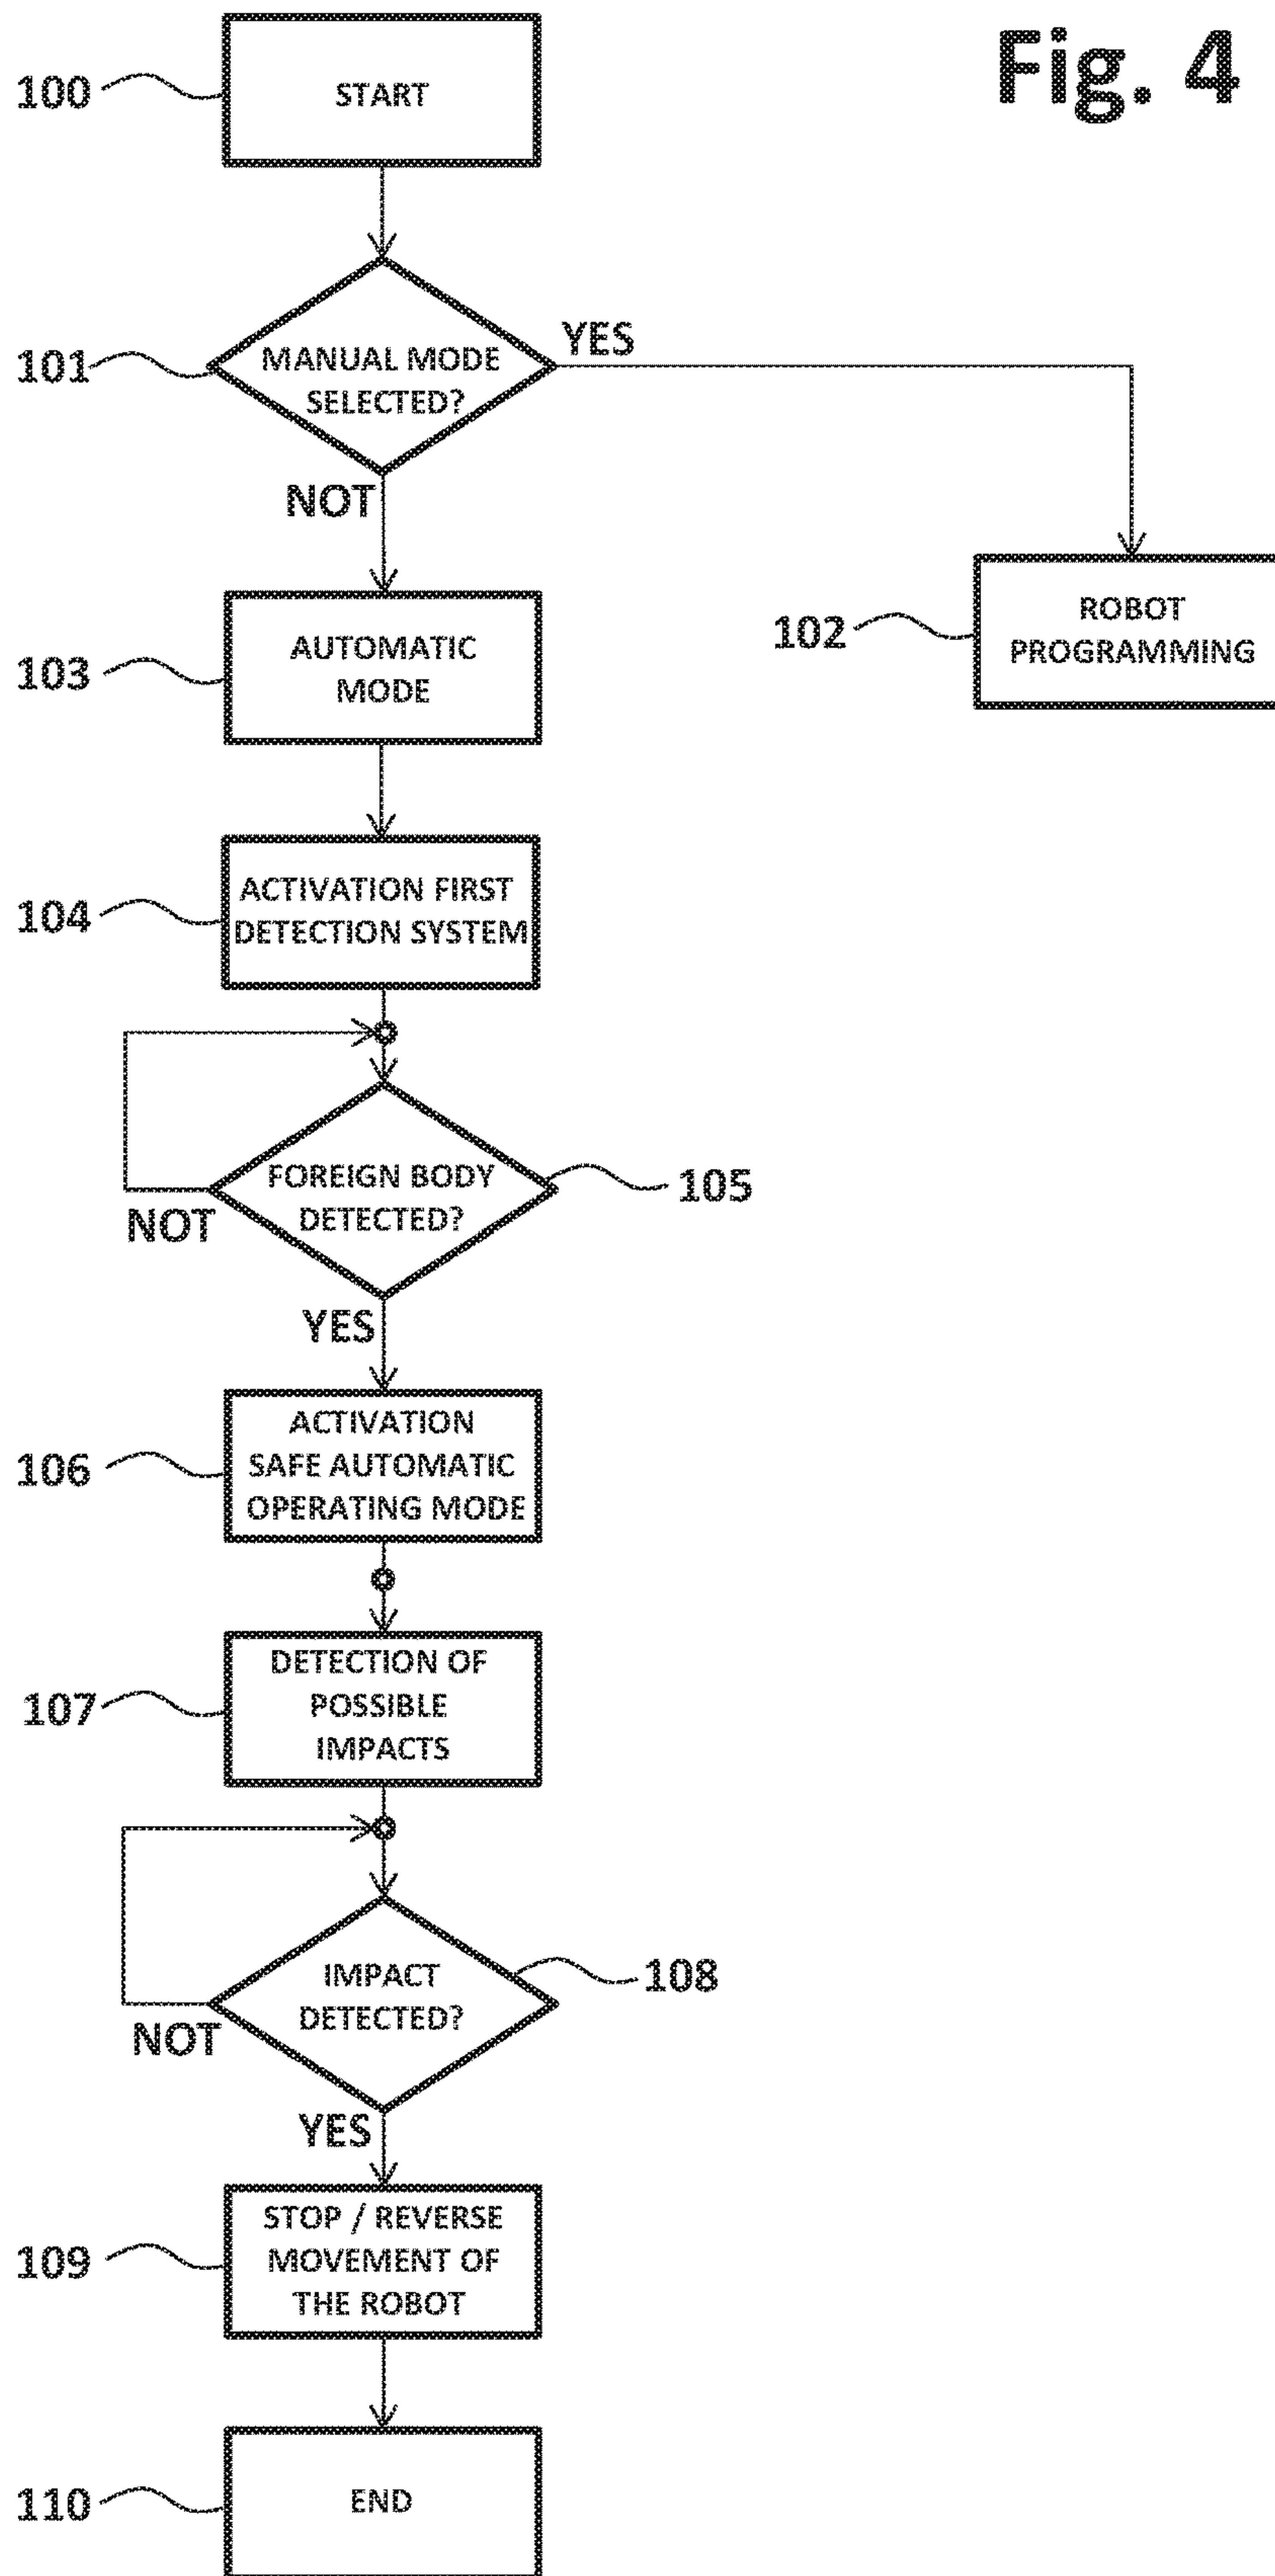 Fig. 4
100
START
101
MANUAL MODE
SELECTED?
YES
NOT
102
ROBOT
PROGRAMMING
103
AUTOMATIC
MODE
104
ACTIVATION FIRST
DETECTION SYSTEM
105
FOREIGN BODY
DETECTED?
NOT
YES
106
ACTIVATION
SAFE AUTOMATIC
OPERATING MODE
107
DETECTION OF
POSSIBLE
IMPACTS
108
IMPACT
DETECTED?
NOT
YES
109
STOP / REVERSE
MOVEMENT OF
THE ROBOT
110
END